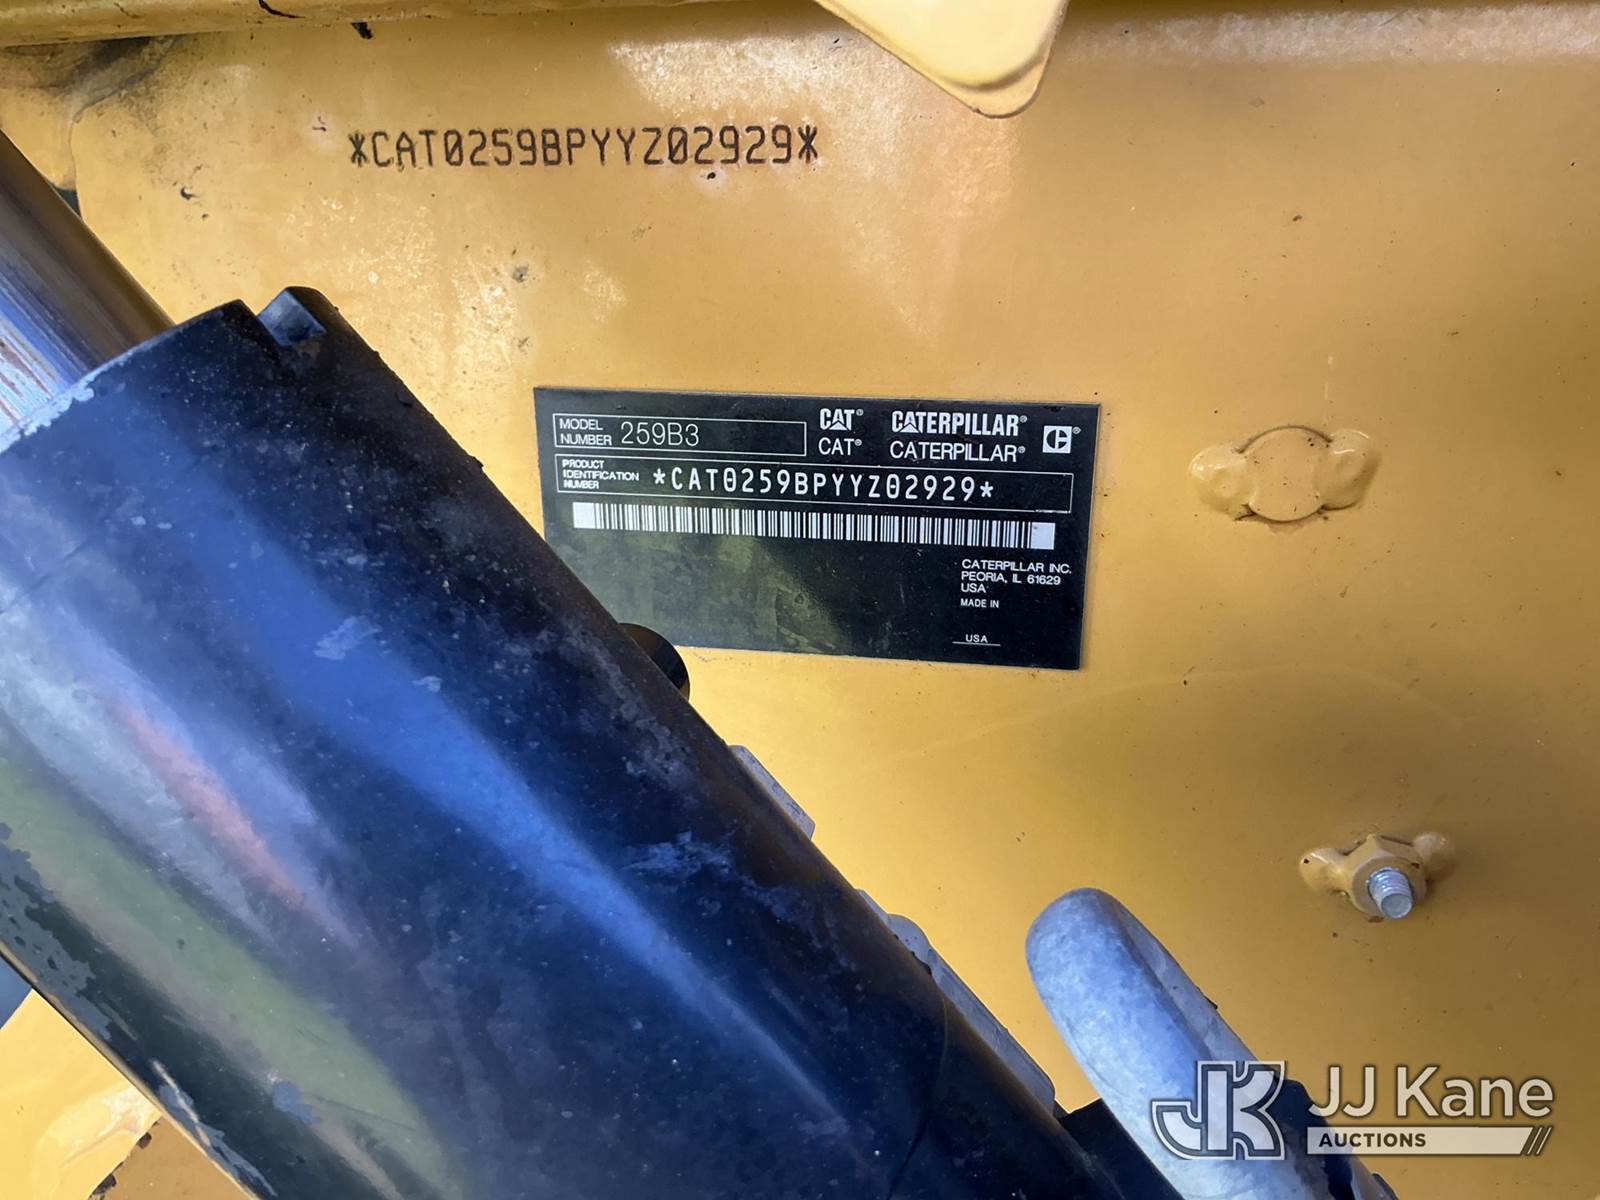 *CAT0259BPYYZ02929*
MODEL NUMBER 259B3
CAT® CATERPILLAR®
CAT® CATERPILLAR®
PRODUCT IDENTIFICATION NUMBER *CAT0259BPYYZ02929*
CATERPILLAR INC.
PEORIA, IL 61629
USA
MADE IN
USA
JJ Kane
AUCTIONS